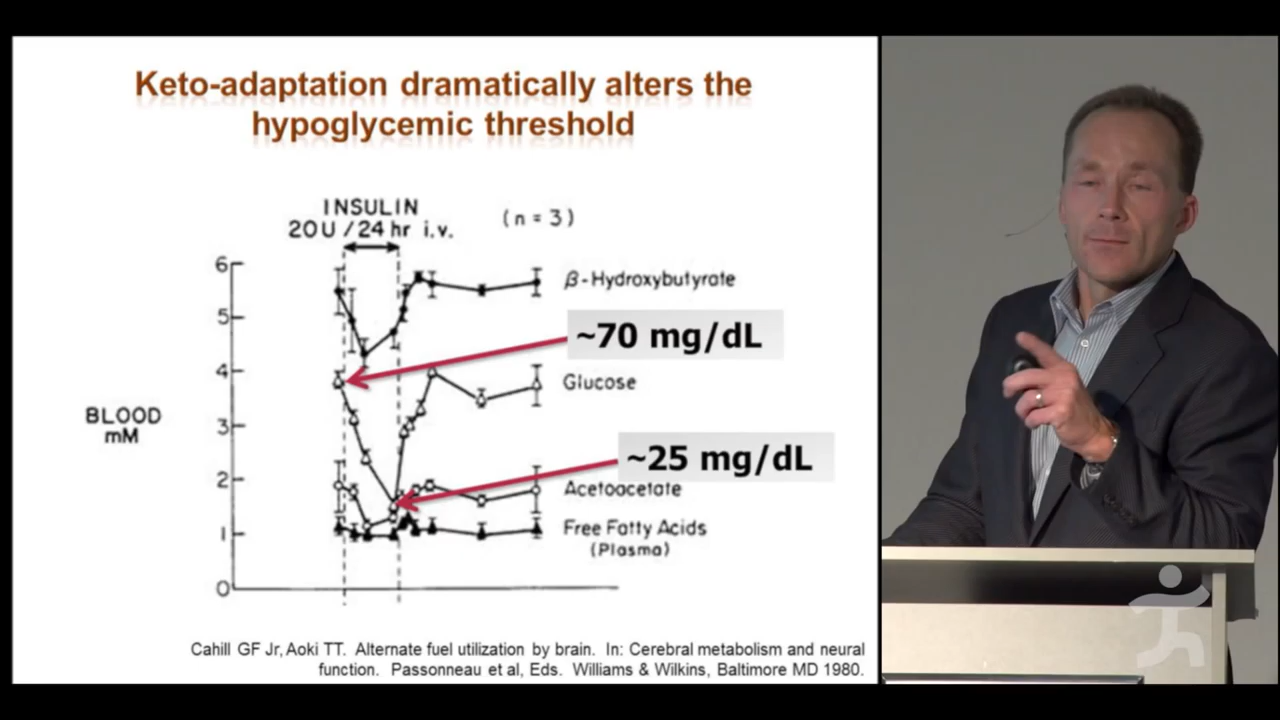 Keto-adaptation dramatically alters the
hypoglycemic threshold
INSULIN
20U/24 hr i.v.
(n = 3)
6
5
4
3
2
1
0
BLOOD
mM
β-Hydroxybutyrate
~70 mg/dL
Glucose
~25 mg/dL
Acetoacetate
Free Fatty Acids
(Plasma)
Cahill GF Jr, Aoki TT. Alternate fuel utilization by brain. In: Cerebral metabolism and neural
function. Passonneau et al, Eds. Williams & Wilkins, Baltimore MD 1980.